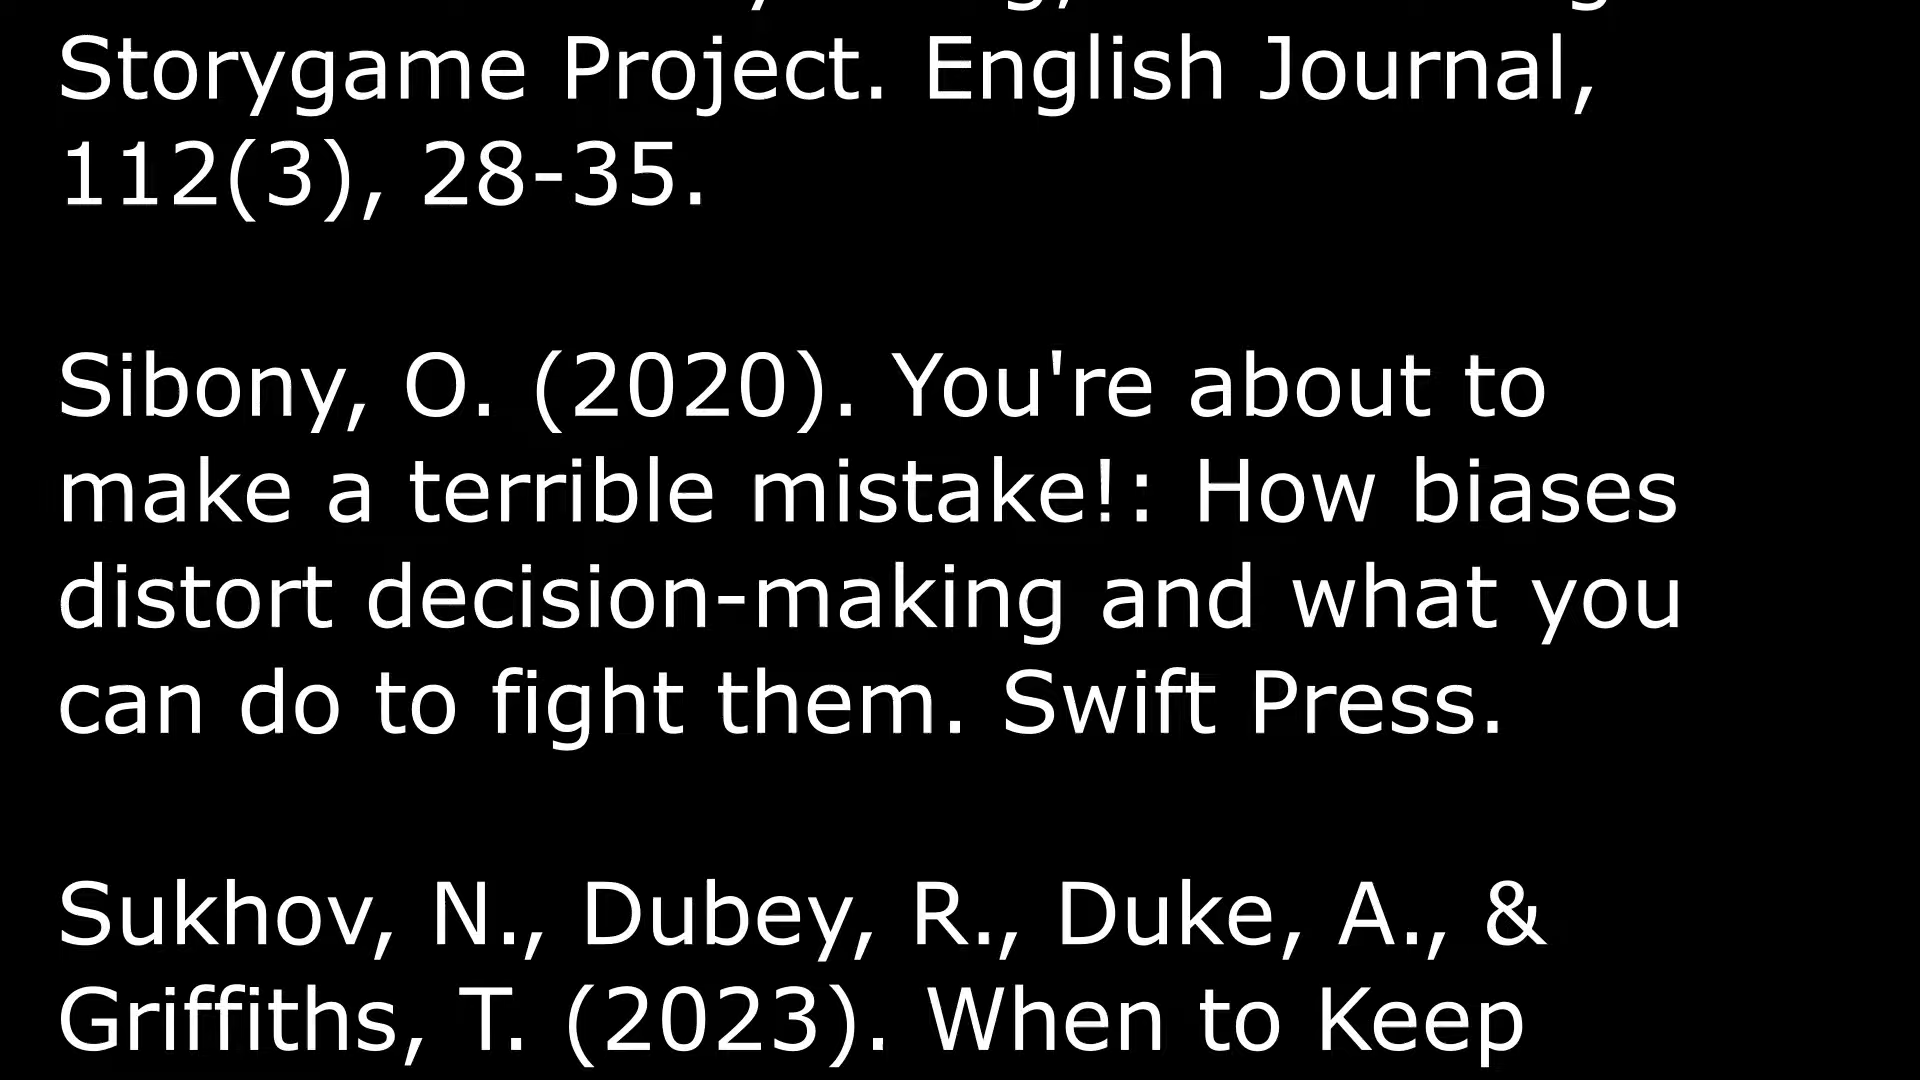 Storygame Project. English Journal,
112(3), 28-35.
Sibony, O. (2020). You're about to
make a terrible mistake!: How biases
distort decision-making and what you
can do to fight them. Swift Press.
Sukhov, N., Dubey, R., Duke, A., &
Griffiths, T. (2023). When to Keep